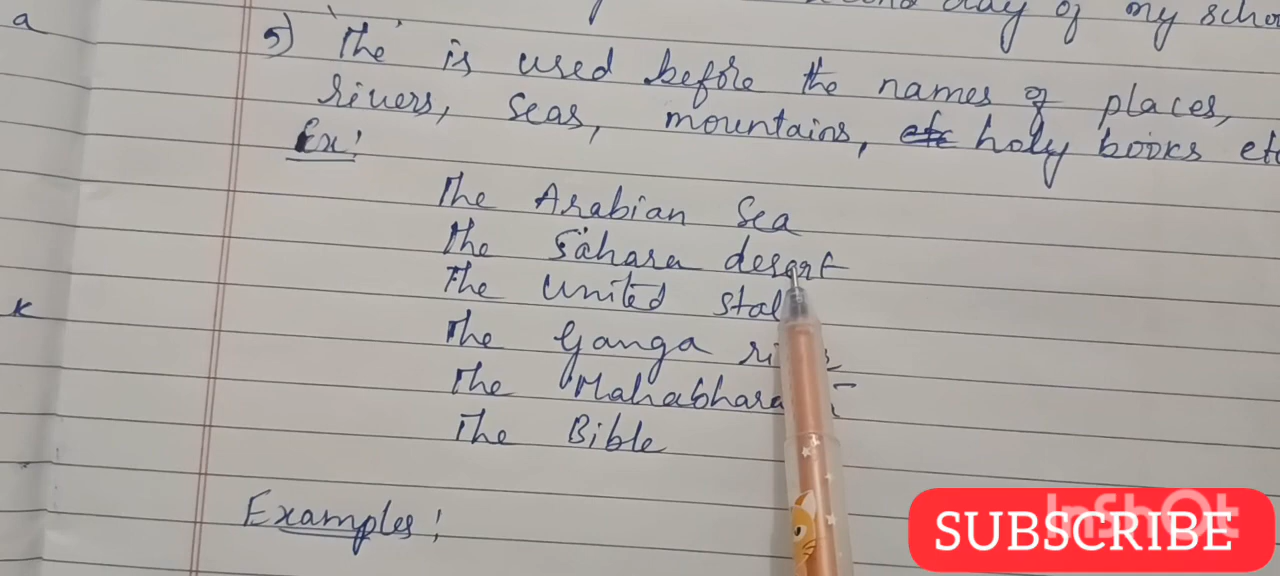 a
day of my
5) 'The' is used before the names of places,
rivers, seas, mountains, etc holy books etc
Ex:
The Arabian Sea
The Sahara desert
The United
The Ganga
The
The Bible
k
Examples:
InShOt
SUBSCRIBE